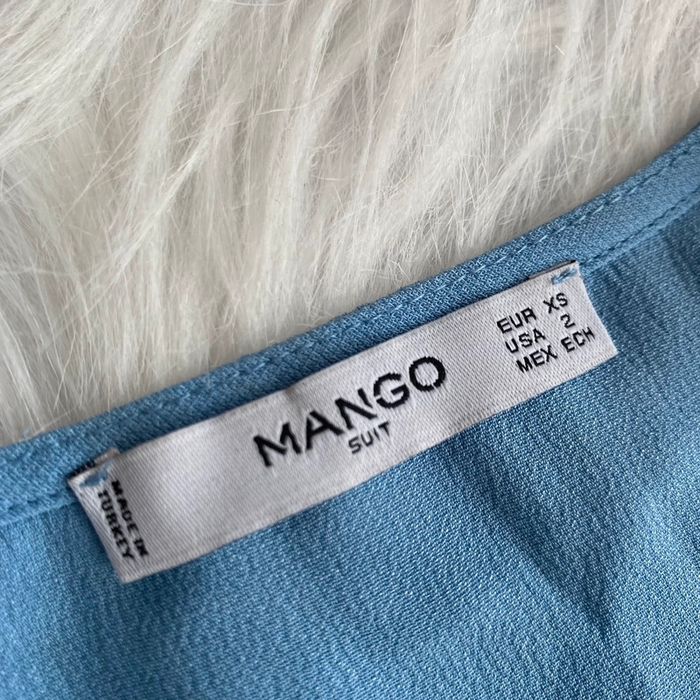 MANGO
SUIT
EUR XS
USA 2
MEX ECH
MADE IN
TURKEY